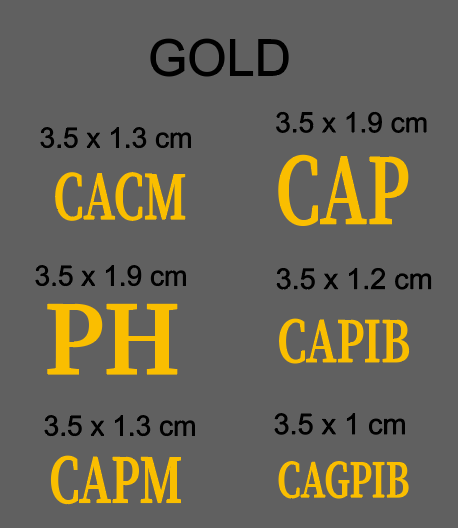 GOLD
3.5 x 1.3 cm
CACM
3.5 x 1.9 cm
CAP
3.5 x 1.9 cm
PH
3.5 x 1.2 cm
CAPIB
3.5 x 1.3 cm
CAPM
3.5 x 1 cm
CAGPIB